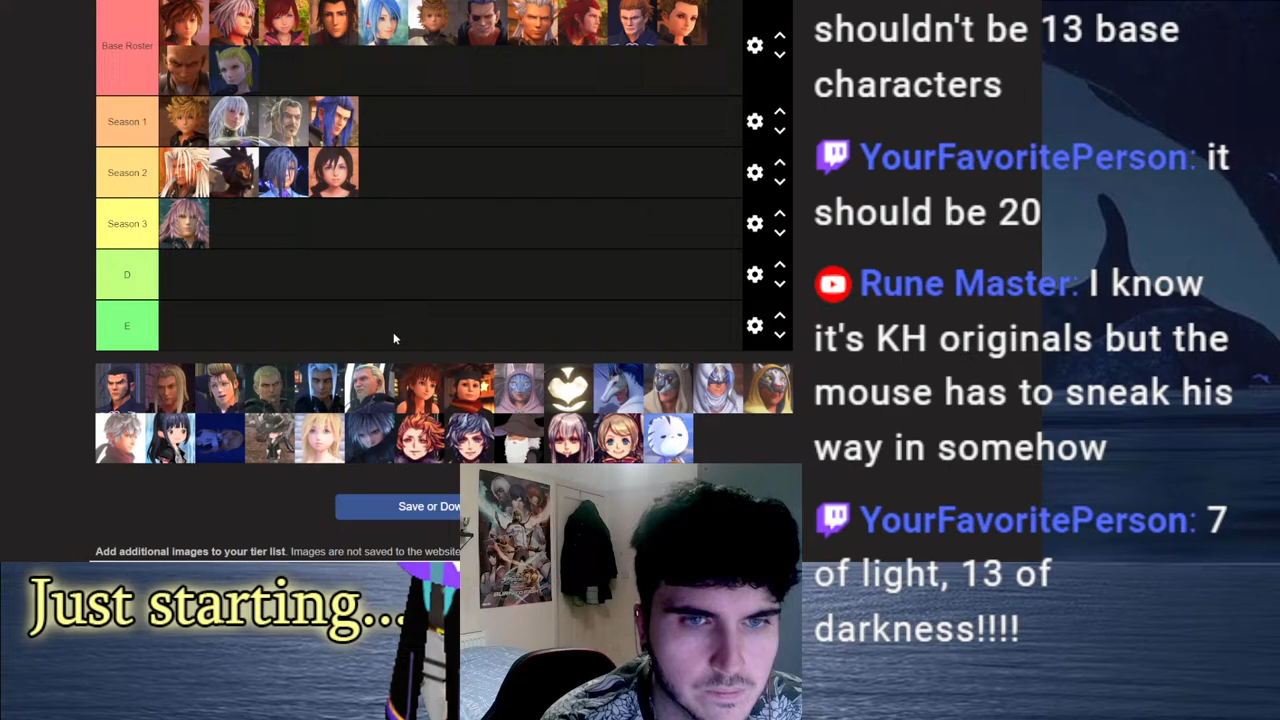 shouldn't be 13 base
characters
YourFavoritePerson: it
should be 20
Rune Master: I know
it's KH originals but the
mouse has to sneak his
way in somehow
YourFavoritePerson: 7
of light, 13 of
darkness!!!!
Base Roster
Season 1
Season 2
Season 3
D
E
Save or Dow
Add additional images to your tier list. Images are not saved to the website
Just starting...